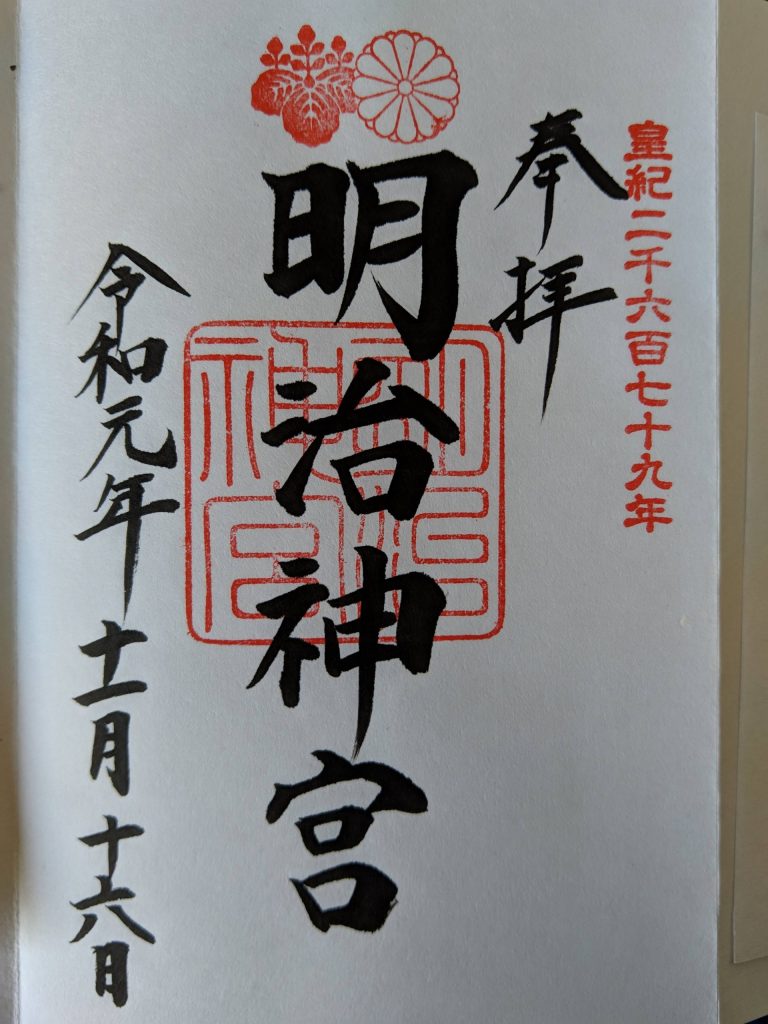 皇紀二千六百七十九年
奉拝
明治神宮
明治
神宮
令和元年十一月十六日